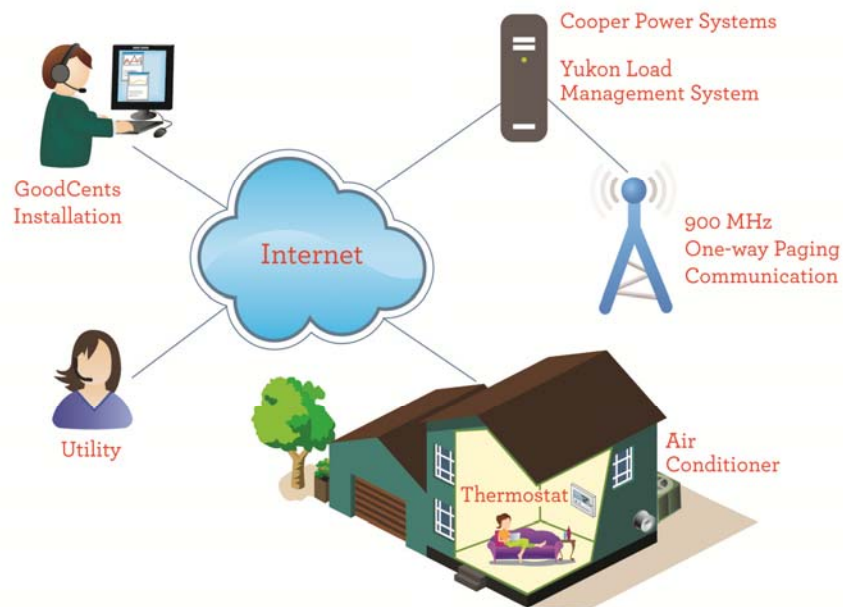 Cooper Power Systems
Yukon Load
Management System
GoodCents
Installation
900 MHz
One-way Paging
Communication
Internet
Utility
Air
Conditioner
Thermostat